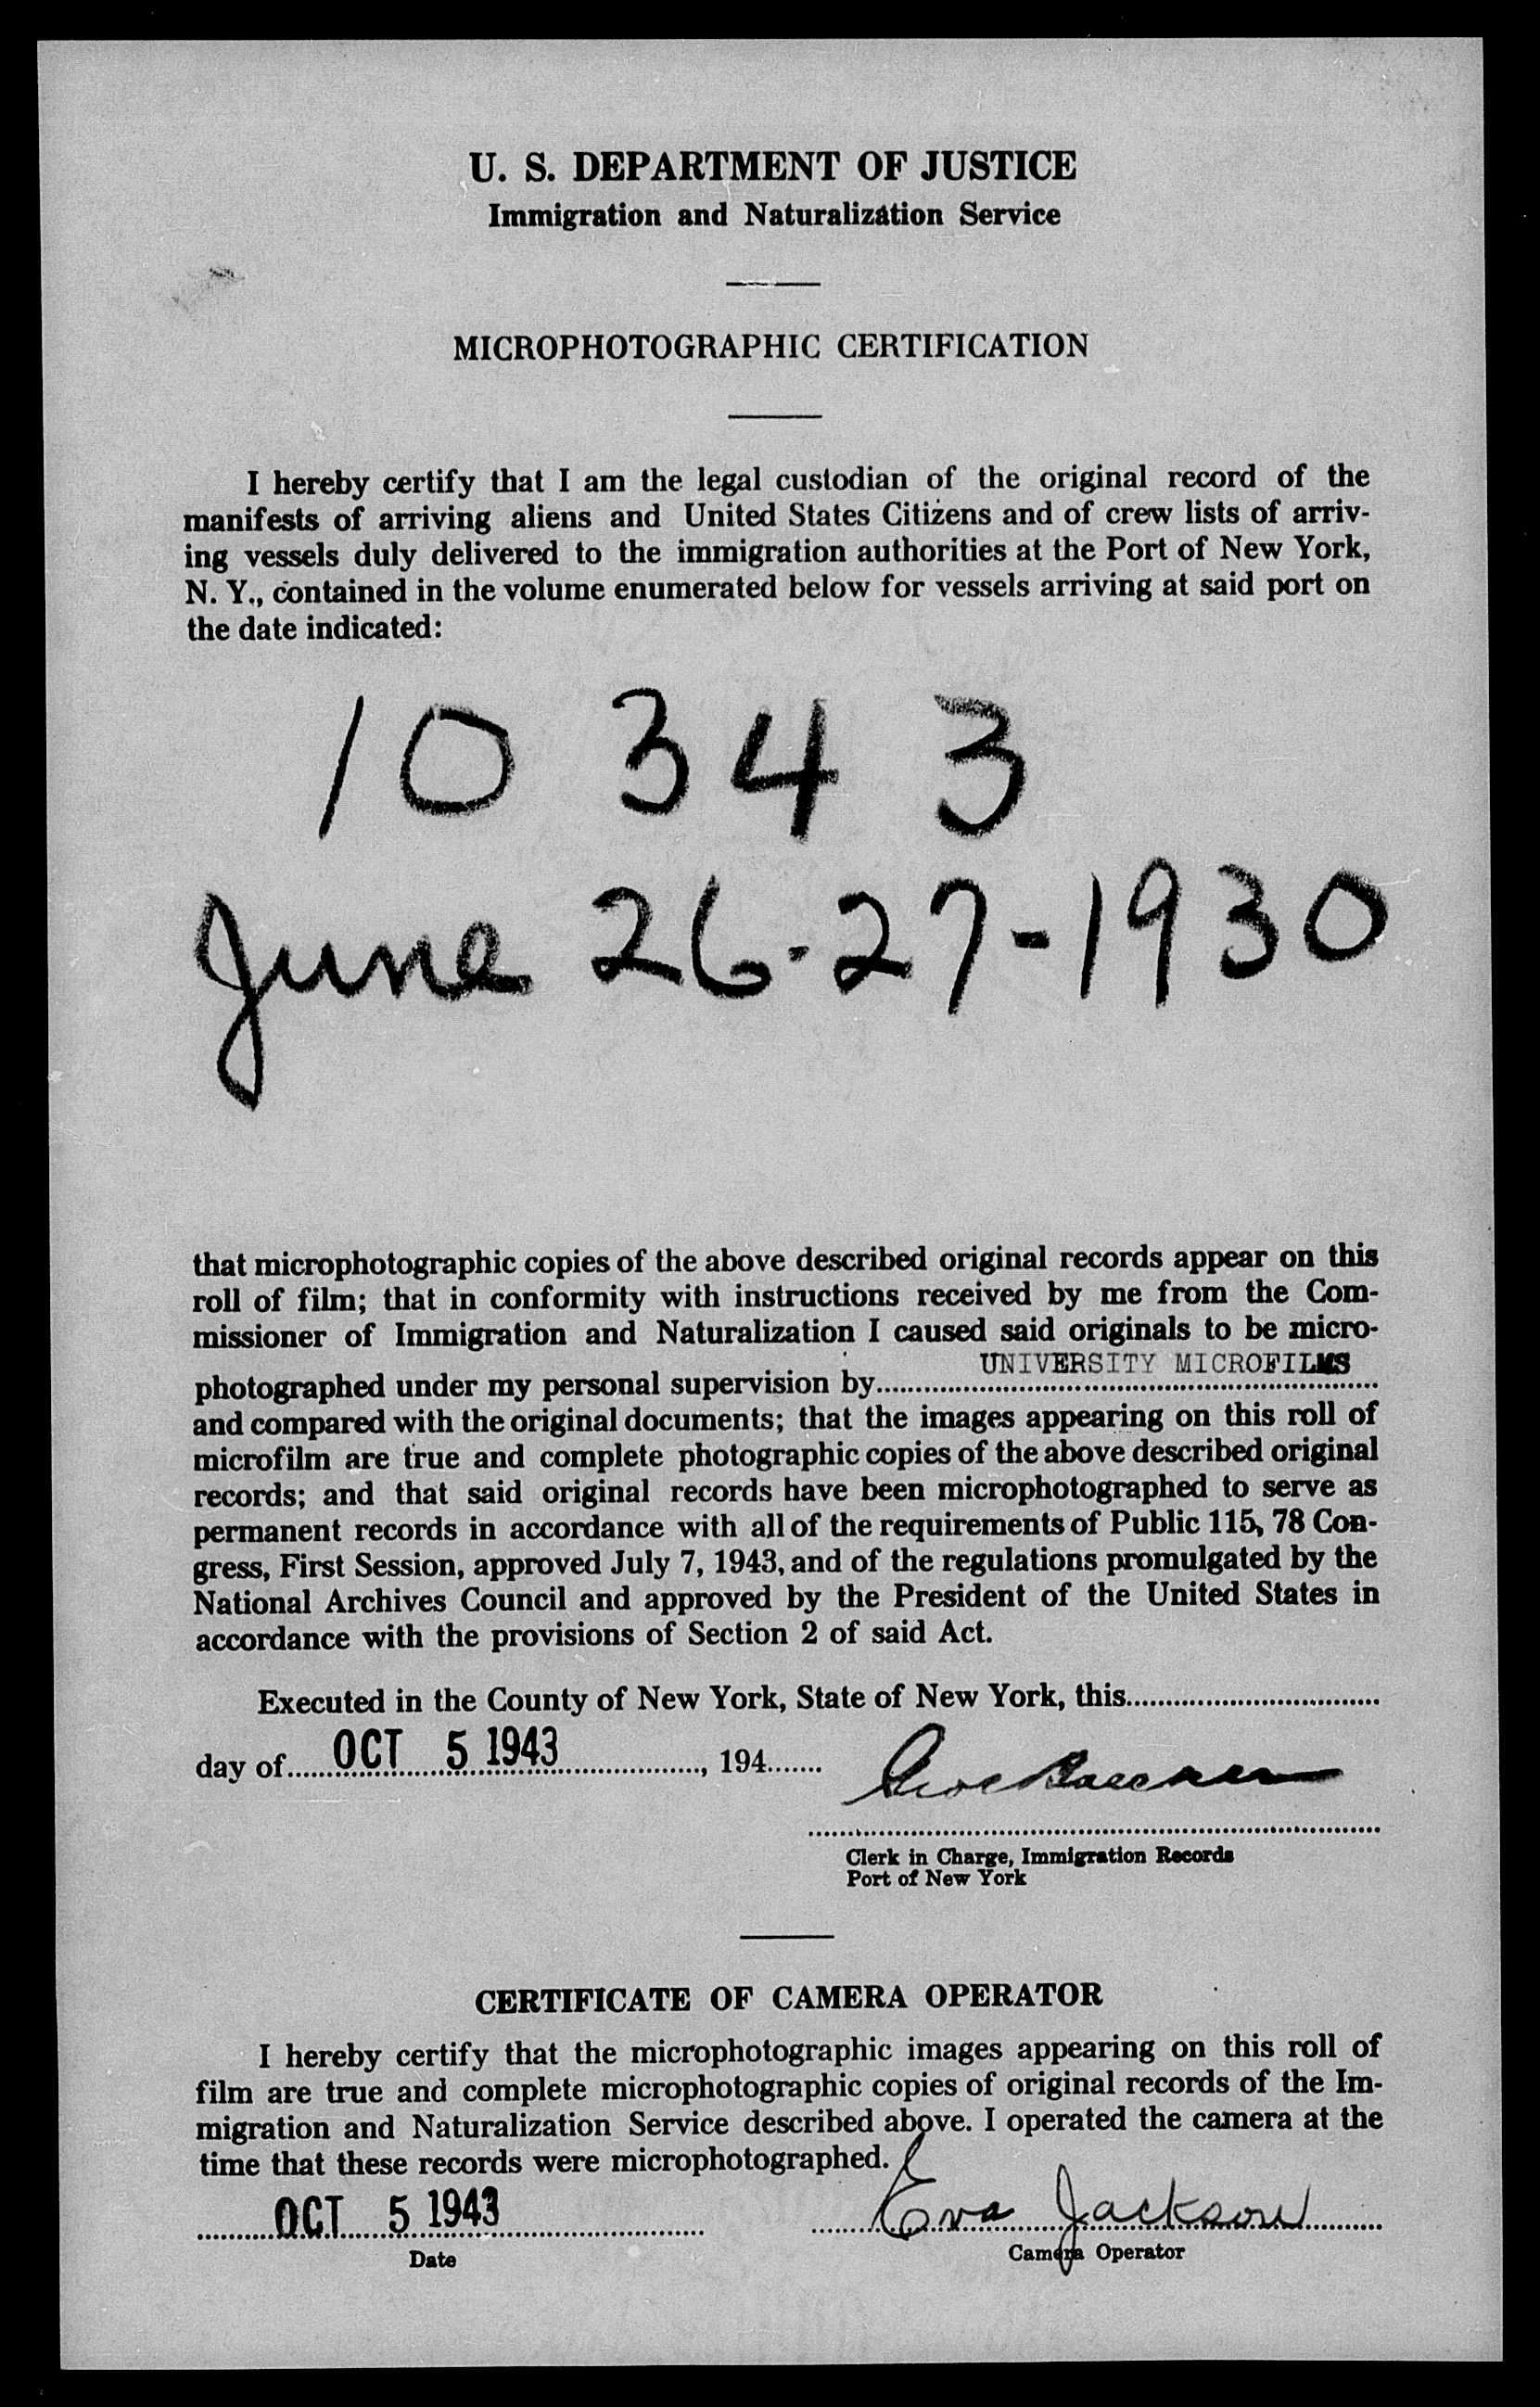 U. S. DEPARTMENT OF JUSTICE
Immigration and Naturalization Service
MICROPHOTOGRAPHIC CERTIFICATION
I hereby certify that I am the legal custodian of the original record of the
manifests of arriving aliens and United States Citizens and of crew lists of arriv-
ing vessels duly delivered to the immigration authorities at the Port of New York,
N. Y., contained in the volume enumerated below for vessels arriving at said port on
the date indicated:
10 34 3
June 26-27-1930
that microphotographic copies of the above described original records appear on this
roll of film; that in conformity with instructions received by me from the Com-
missioner of Immigration and Naturalization I caused said originals to be micro-
photographed under my personal supervision by UNIVERSITY MICROFILMS
and compared with the original documents; that the images appearing on this roll of
microfilm are true and complete photographic copies of the above described original
records; and that said original records have been microphotographed to serve as
permanent records in accordance with all of the requirements of Public 115, 78 Con-
gress, First Session, approved July 7, 1943, and of the regulations promulgated by the
National Archives Council and approved by the President of the United States in
accordance with the provisions of Section 2 of said Act.
Executed in the County of New York, State of New York, this
day of OCT 5 1943, 194
Clerk in Charge, Immigration Records
Port of New York
CERTIFICATE OF CAMERA OPERATOR
I hereby certify that the microphotographic images appearing on this roll of
film are true and complete microphotographic copies of original records of the Im-
migration and Naturalization Service described above. I operated the camera at the
time that these records were microphotographed.
OCT 5 1943 Eva Jackson
Date Camera Operator